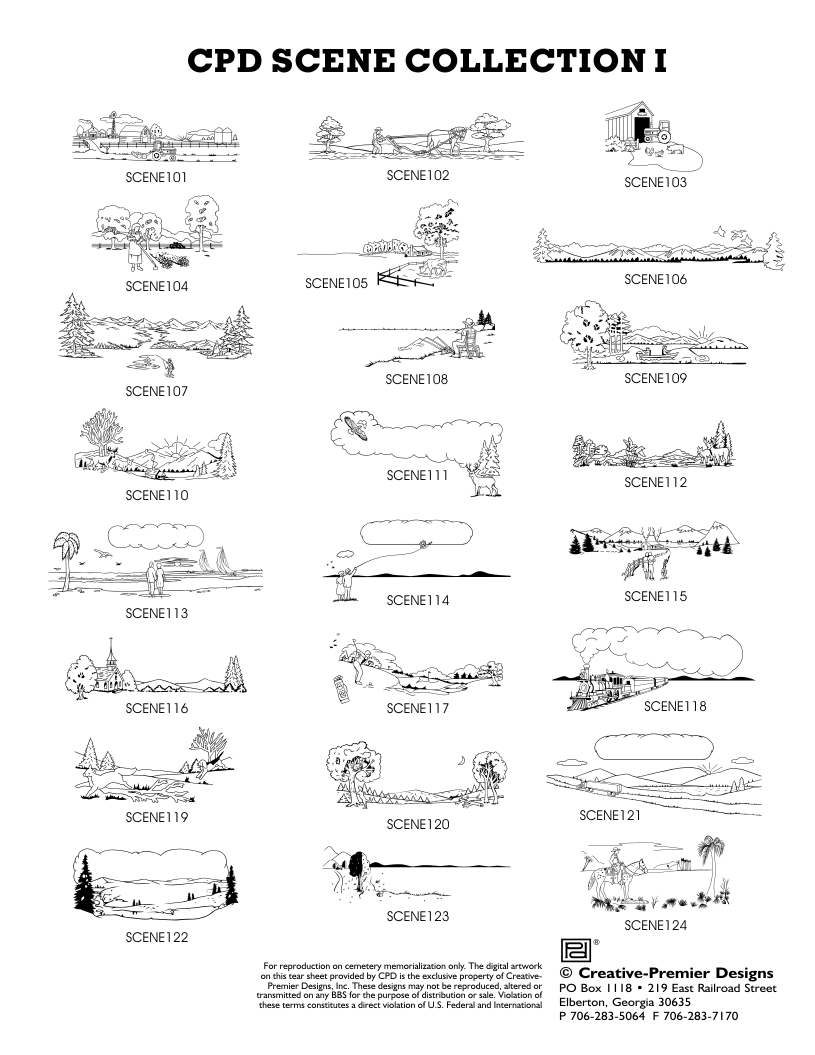 CPD SCENE COLLECTION I
SCENE101
SCENE102
SCENE103
SCENE104
SCENE105
SCENE106
SCENE107
SCENE108
SCENE109
SCENE110
SCENE111
SCENE112
SCENE113
SCENE114
SCENE115
SCENE116
SCENE117
SCENE118
SCENE119
SCENE120
SCENE121
SCENE122
SCENE123
SCENE124
For reproduction on cemetery memorialization only. The digital artwork
on this tear sheet provided by CPD is the exclusive property of Creative-
Premier Designs, Inc. These designs may not be reproduced, altered or
transmitted on any BBS for the purpose of distribution or sale. Violation of
these terms constitutes a direct violation of U.S. Federal and International
®
© Creative-Premier Designs
PO Box 1118 • 219 East Railroad Street
Elberton, Georgia 30635
P 706-283-5064 F 706-283-7170